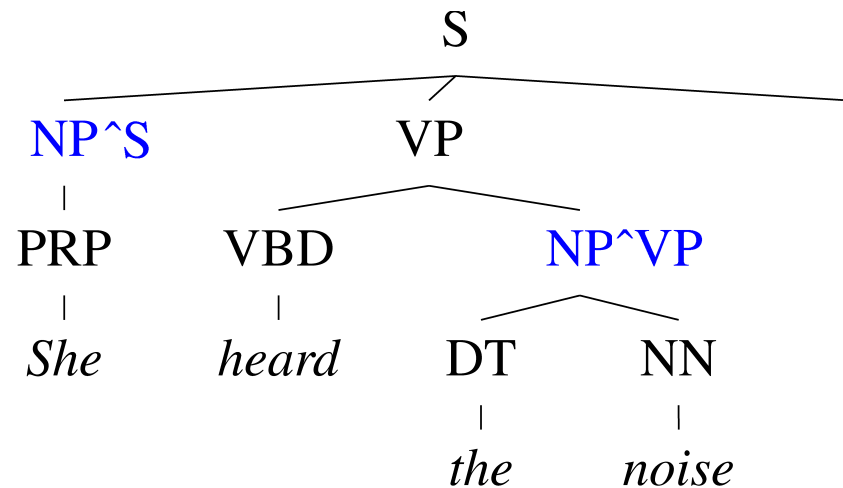 S
NP^S VP
PRP VBD NP^VP
She heard DT NN
the noise